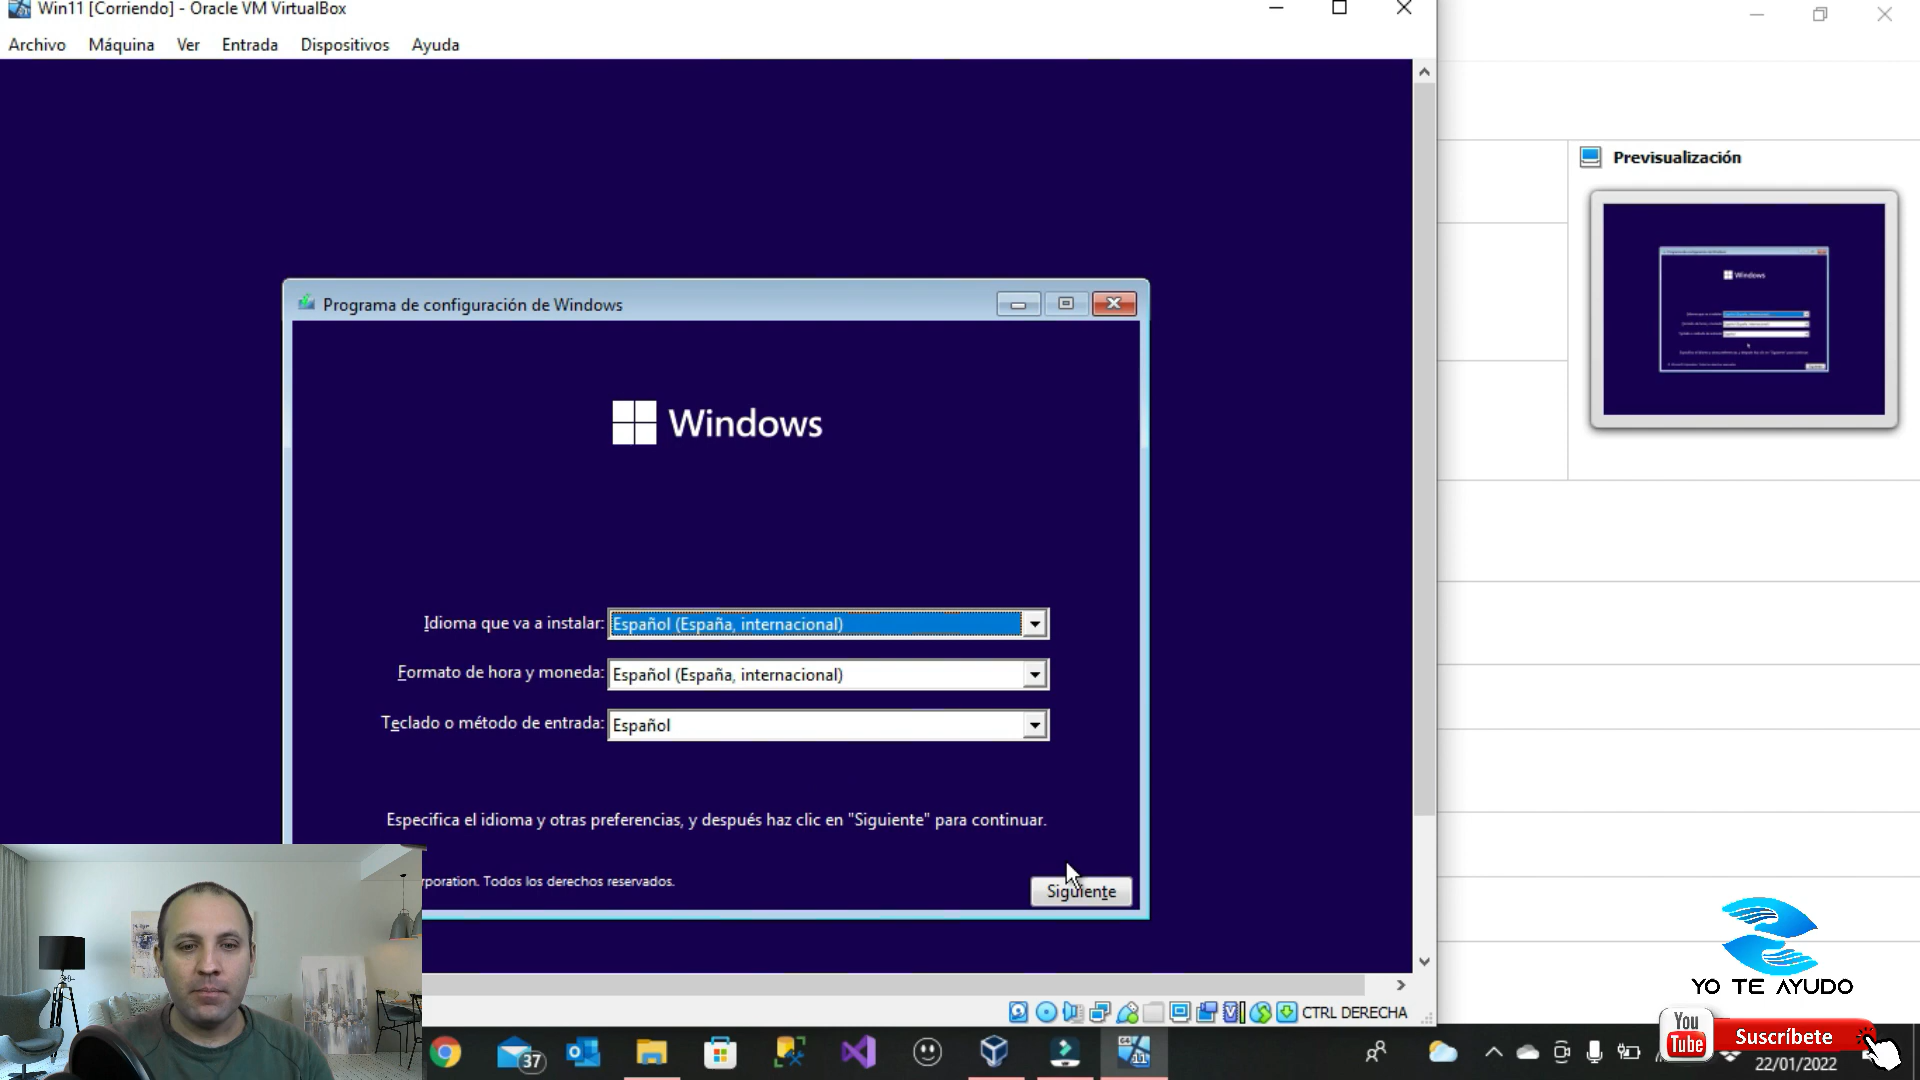 Win11 [Corriendo] - Oracle VM VirtualBox
Archivo Máquina Ver Entrada Dispositivos Ayuda
Previsualización
Programa de configuración de Windows
Windows
Idioma que va a instalar: Español (España, internacional)
Formato de hora y moneda: Español (España, internacional)
Teclado o método de entrada: Español
Especifica el idioma y otras preferencias, y después haz clic en "Siguiente" para continuar.
Todos los derechos reservados.
Siguiente
YO TE AYUDO
CTRL DERECHA
You
Tube
Suscríbete
37
64
11
22/01/2022